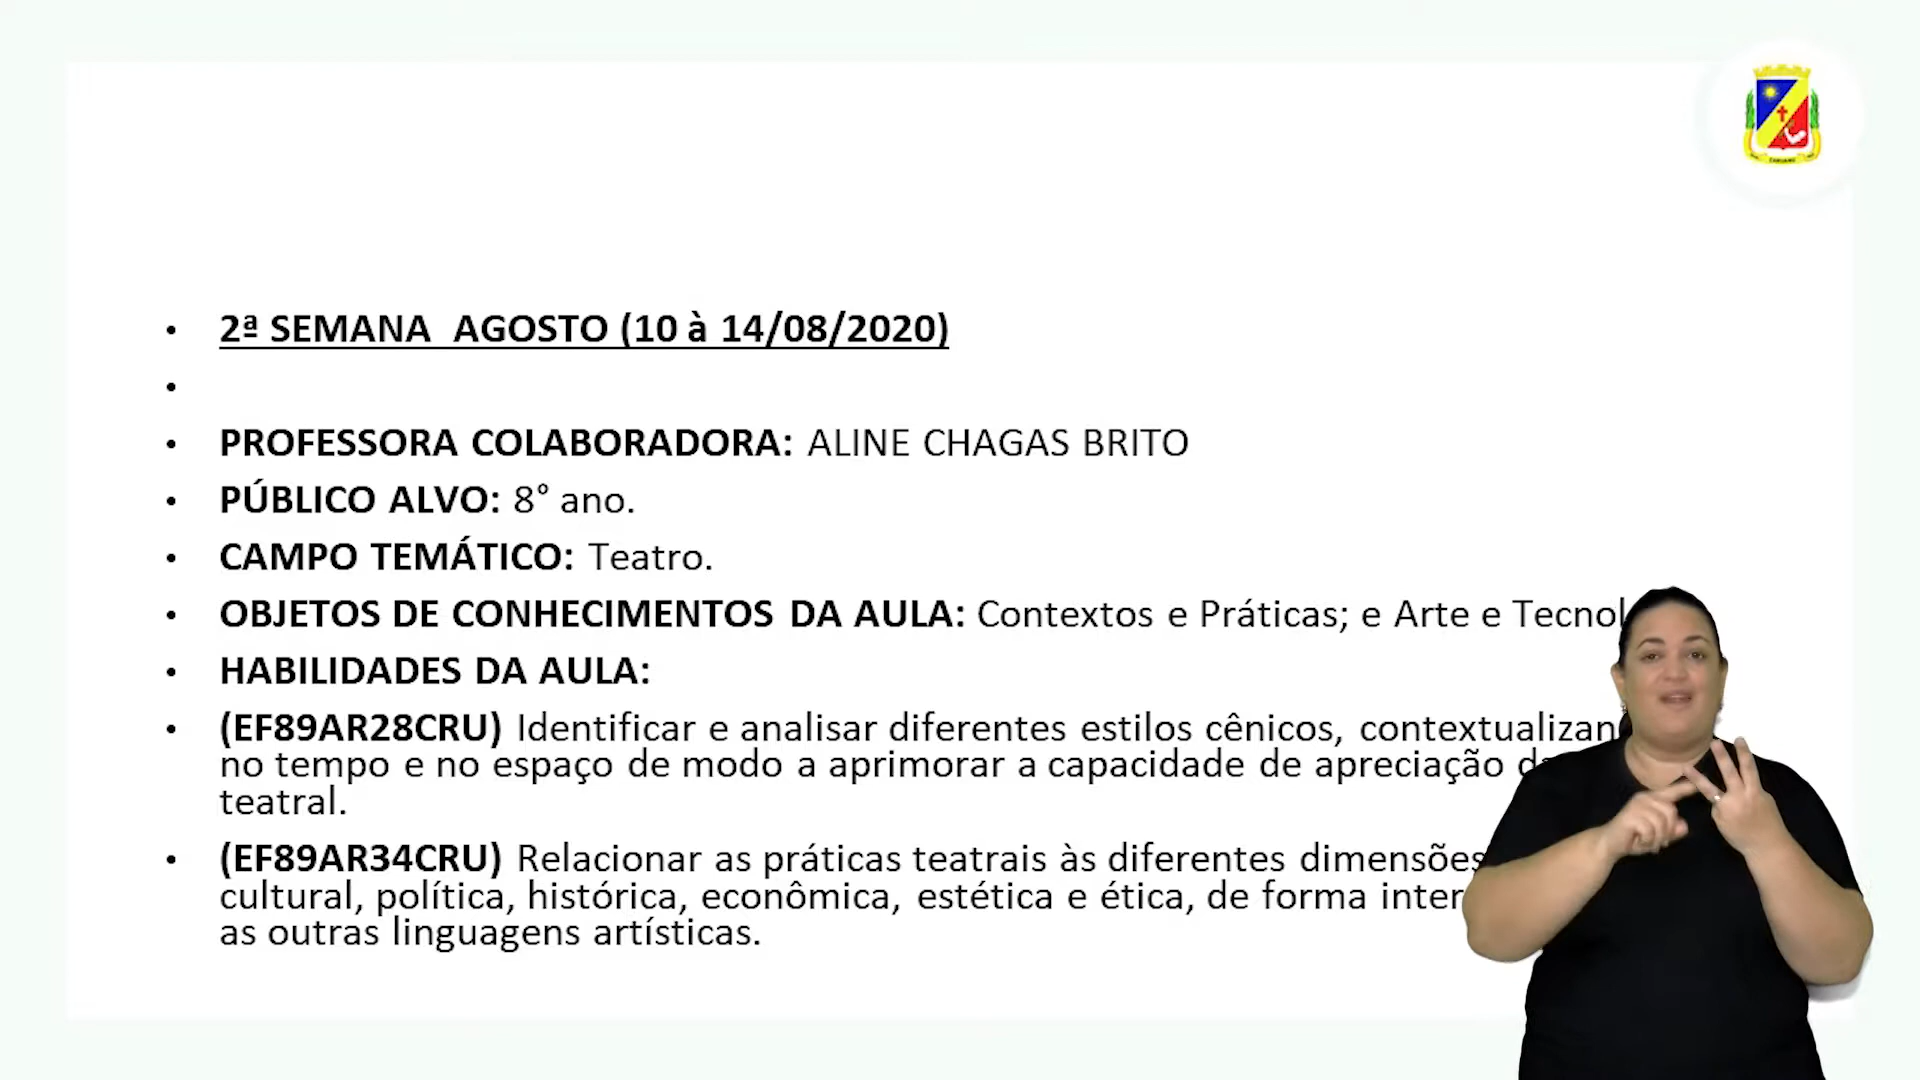 2ª SEMANA  AGOSTO (10 à 14/08/2020)
PROFESSORA COLABORADORA: ALINE CHAGAS BRITO
PÚBLICO ALVO: 8° ano.
CAMPO TEMÁTICO: Teatro.
OBJETOS DE CONHECIMENTOS DA AULA: Contextos e Práticas; e Arte e
HABILIDADES DA AULA:
(EF89AR28CRU) Identificar e analisar diferentes estilos cênicos,
no tempo e no espaço de modo a aprimorar a capacidade de apreciação
teatral.
(EF89AR34CRU) Relacionar as práticas teatrais às diferentes dimensões
cultural, política, histórica, econômica, estética e ética, de forma
as outras linguagens artísticas.